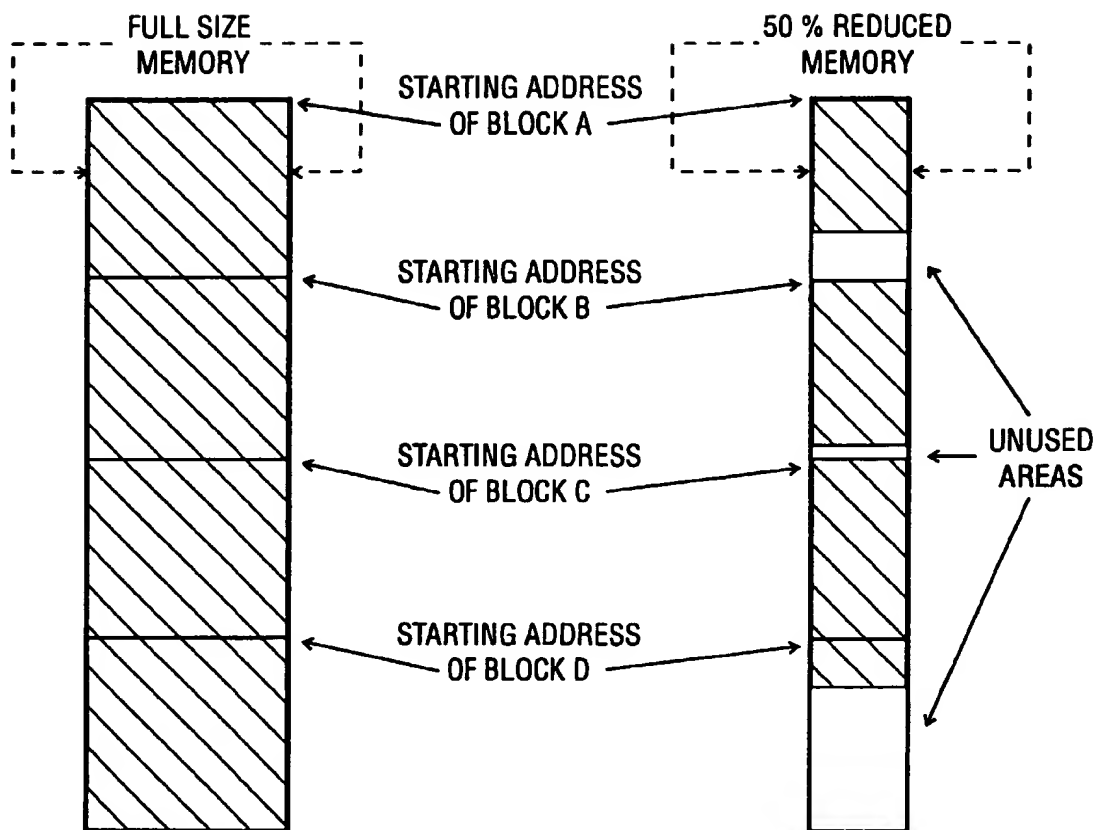 FULL SIZE
MEMORY
50 % REDUCED
MEMORY
STARTING ADDRESS
OF BLOCK A
STARTING ADDRESS
OF BLOCK B
STARTING ADDRESS
OF BLOCK C
UNUSED
AREAS
STARTING ADDRESS
OF BLOCK D